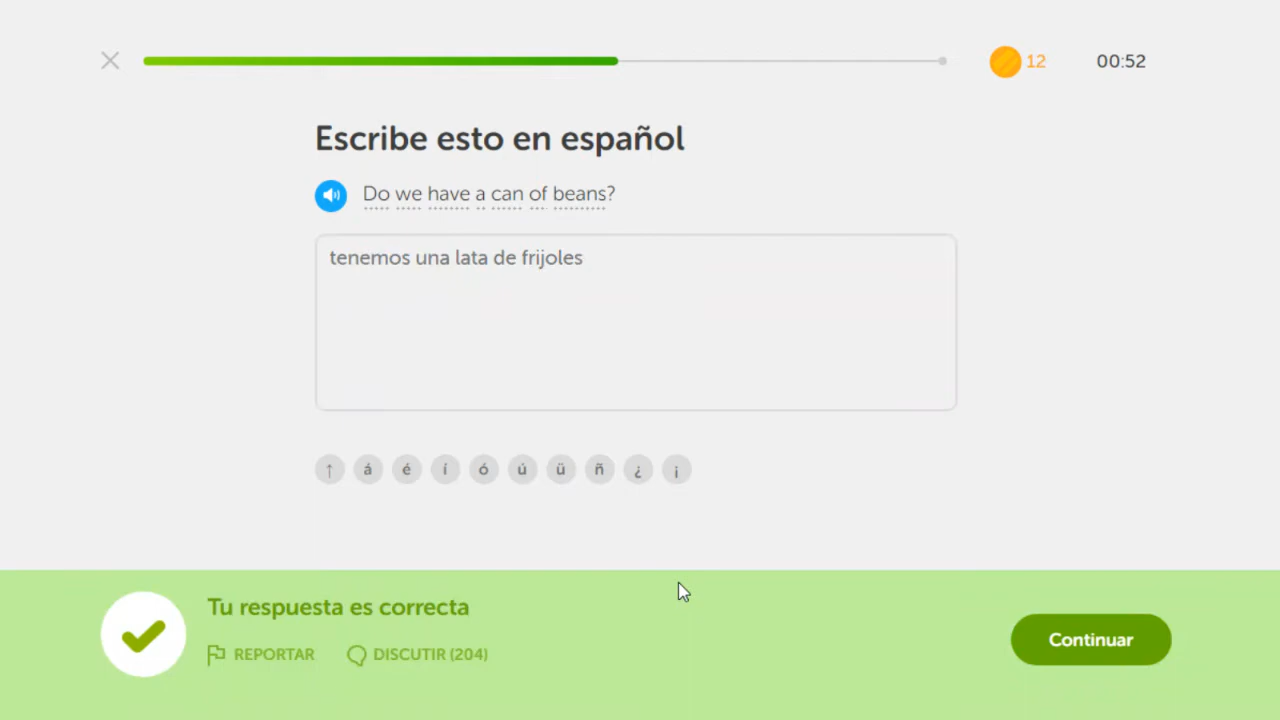 12 00:52
Escribe esto en español
Do we have a can of beans?
tenemos una lata de frijoles
↑ á é í ó ú ü ñ ¿ ¡
Tu respuesta es correcta
REPORTAR DISCUTIR (204)
Continuar